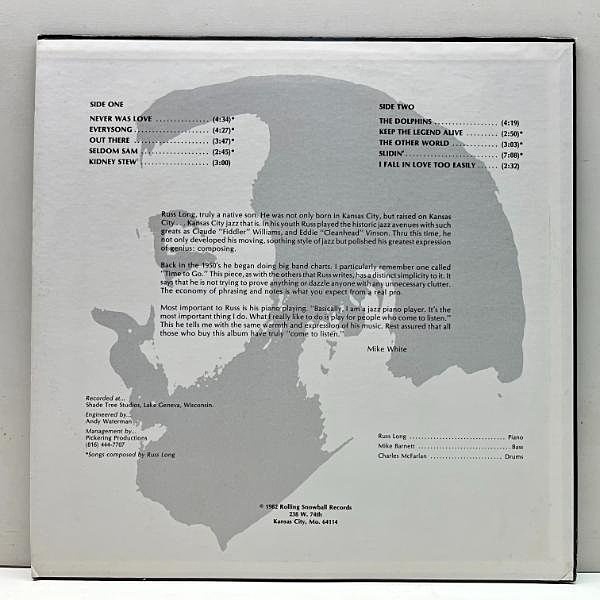 SIDE ONE
NEVER WAS LOVE ................ (4:34)*
EVERYSONG ..................... (4:27)*
OUT THERE ..................... (3:47)*
SELDOM SAM .................... (2:45)*
KIDNEY STEW ................... (3:00)
SIDE TWO
THE DOLPHINS .................. (4:19)
KEEP THE LEGEND ALIVE ....... (2:50)*
THE OTHER WORLD ............. (3:03)*
SLIDIN' ......................... (7:08)*
I FALL IN LOVE TOO EASILY ...... (2:32)
Russ Long, truly a native son. He was not only born in Kansas City, but raised on Kansas
City..., Kansas City jazz that is. In his youth Russ played the historic jazz avenues with such
greats as Claude "Fiddler" Williams, and Eddie "Cleanhead" Vinson. Thru this time, he
not only developed his moving, soothing style of jazz but polished his greatest expression
of genius: composing.
Back in the 1950's he began doing big band charts. I particularly remember one called
"Time to Go." This piece, as with the others that Russ writes, has a distinct simplicity to it. It
says that he is not trying to prove anything or dazzle anyone with any unnecessary clutter.
The economy of phrasing and notes is what you expect from a real pro.
Most important to Russ is his piano playing. "Basically, I am a jazz piano player. It's the
most important thing I do. What I really like to do is play for people who come to listen."
This he tells me with the same warmth and expression of his music. Rest assured that all
those who buy this album have truly "come to listen."
Mike White
Recorded at...
Shade Tree Studios, Lake Geneva, Wisconsin.
Engineered by...
Andy Waterman
Management by...
Pickering Productions
(816) 444-7707
*Songs composed by Russ Long
Russ Long ............................ Piano
Mike Barnett ......................... Bass
Charles McFarlan .................... Drums
© 1982 Rolling Snowball Records
238 W. 74th
Kansas City, Mo. 64114